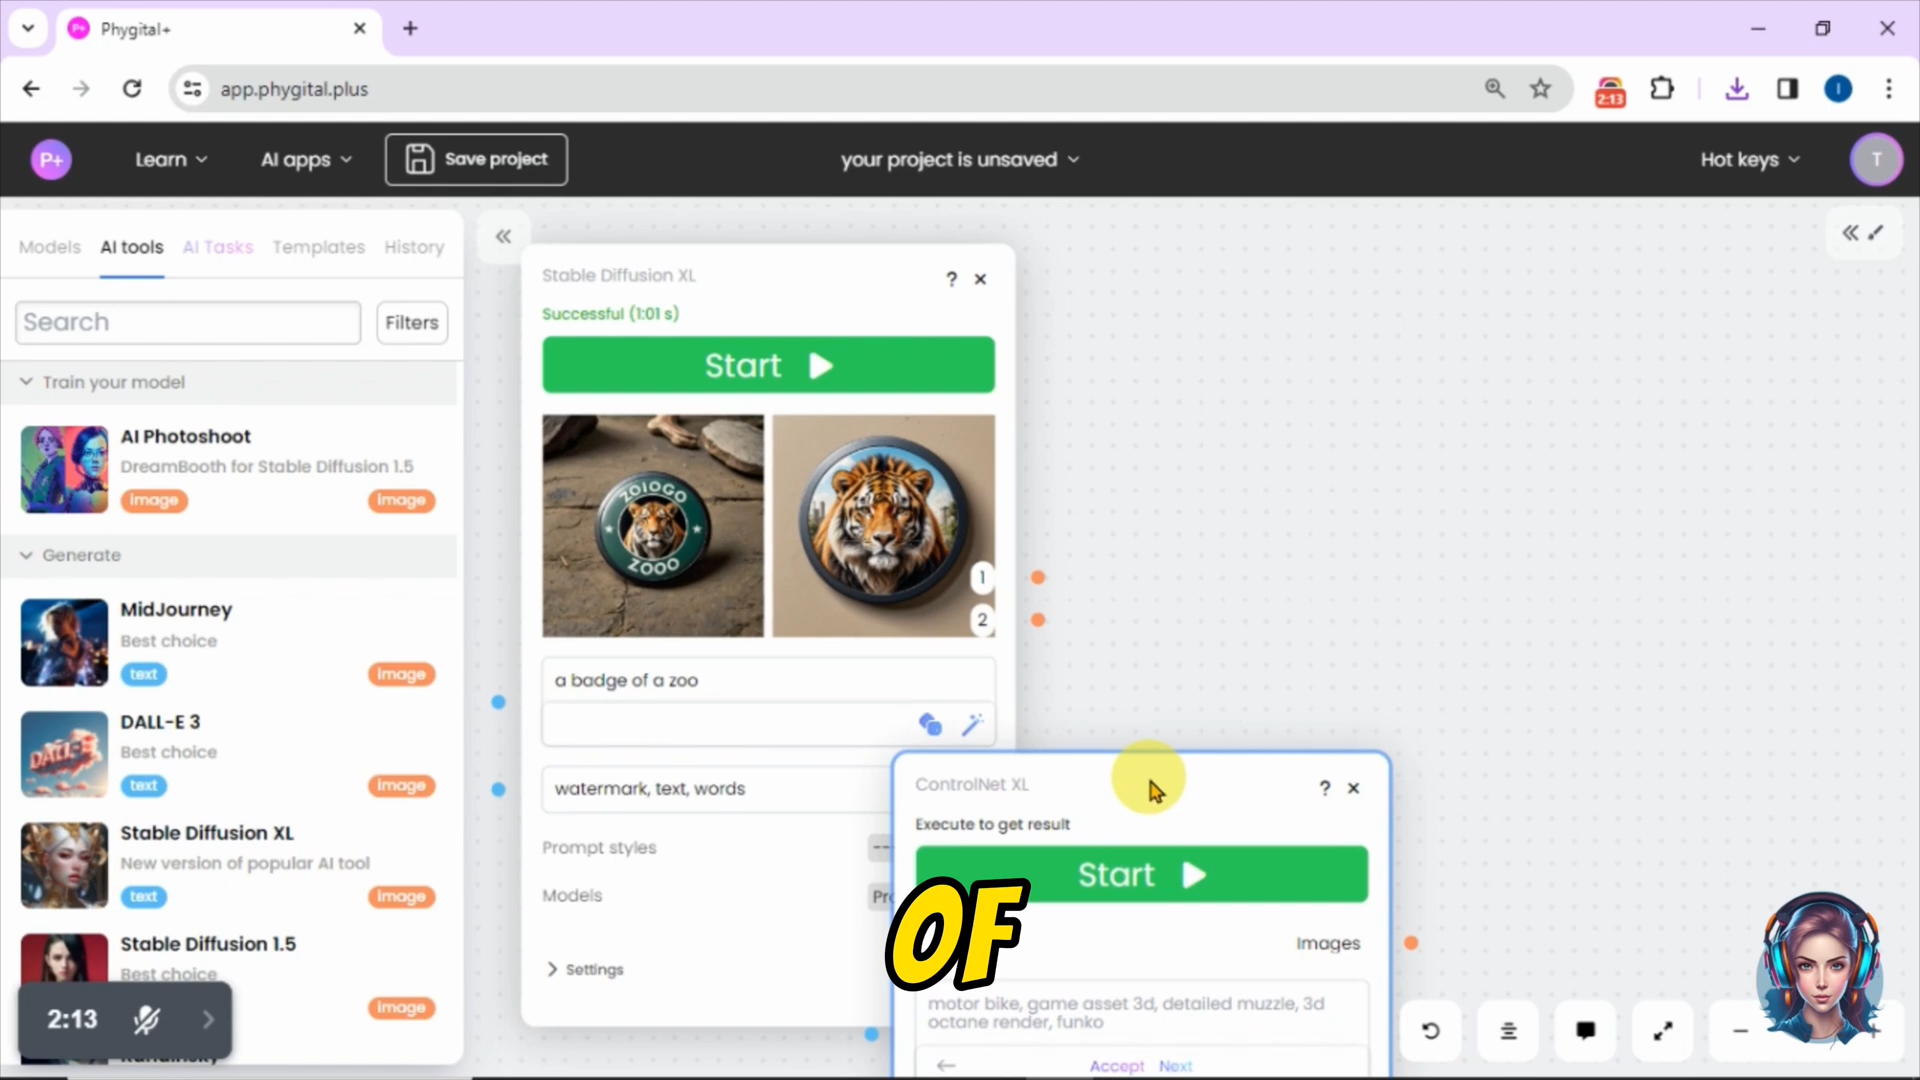 Phygital+
app.phygital.plus
2:13
I
P+
Learn
AI apps
Save project
your project is unsaved
Hot keys
T
Models
AI tools
AI Tasks
Templates
History
Search
Filters
Train your model
AI Photoshoot
DreamBooth for Stable Diffusion 1.5
image
image
Generate
MidJourney
Best choice
text
image
DALL-E 3
Best choice
text
image
Stable Diffusion XL
New version of popular AI tool
text
image
Stable Diffusion 1.5
Best choice
image
2:13
Stable Diffusion XL
?
Successful (1:01 s)
Start
ZOIOGO
ZOOO
1
2
a badge of a zoo
watermark, text, words
Prompt styles
--
Models
Pr
Settings
ControlNet XL
?
Execute to get result
Start
OF
Images
motor bike, game asset 3d, detailed muzzle, 3d
octane render, funko
Accept Next